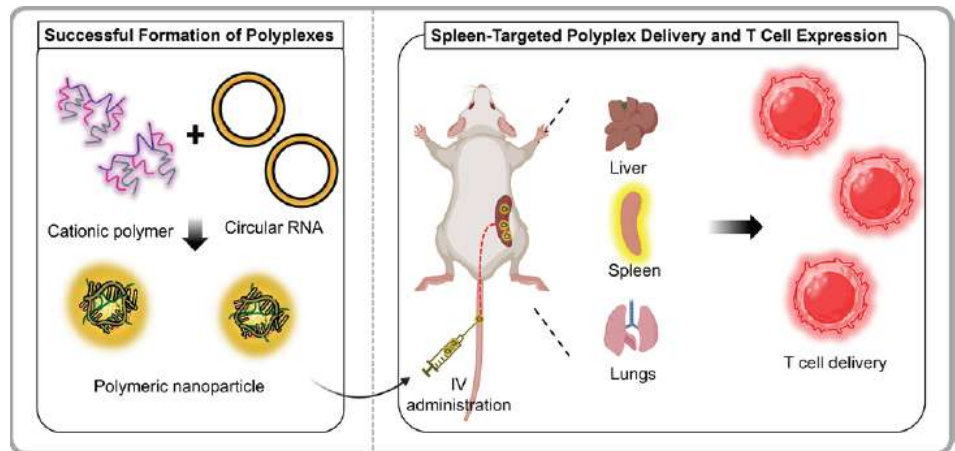 Successful Formation of Polyplexes
+
Cationic polymer
Circular RNA
Polymeric nanoparticle
Spleen-Targeted Polyplex Delivery and T Cell Expression
IV
administration
Liver
Spleen
Lungs
T cell delivery